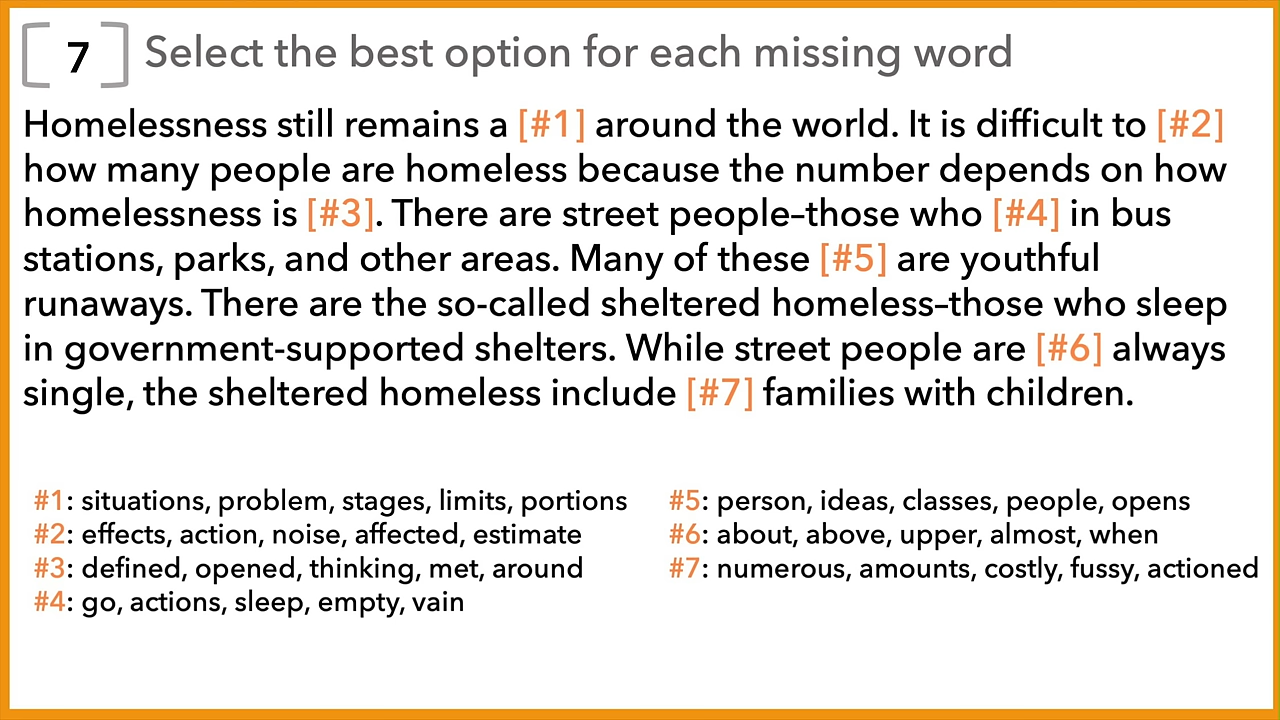 [7] Select the best option for each missing word
Homelessness still remains a [#1] around the world. It is difficult to [#2]
how many people are homeless because the number depends on how
homelessness is [#3]. There are street people–those who [#4] in bus
stations, parks, and other areas. Many of these [#5] are youthful
runaways. There are the so-called sheltered homeless–those who sleep
in government-supported shelters. While street people are [#6] always
single, the sheltered homeless include [#7] families with children.
#1: situations, problem, stages, limits, portions
#2: effects, action, noise, affected, estimate
#3: defined, opened, thinking, met, around
#4: go, actions, sleep, empty, vain
#5: person, ideas, classes, people, opens
#6: about, above, upper, almost, when
#7: numerous, amounts, costly, fussy, actioned